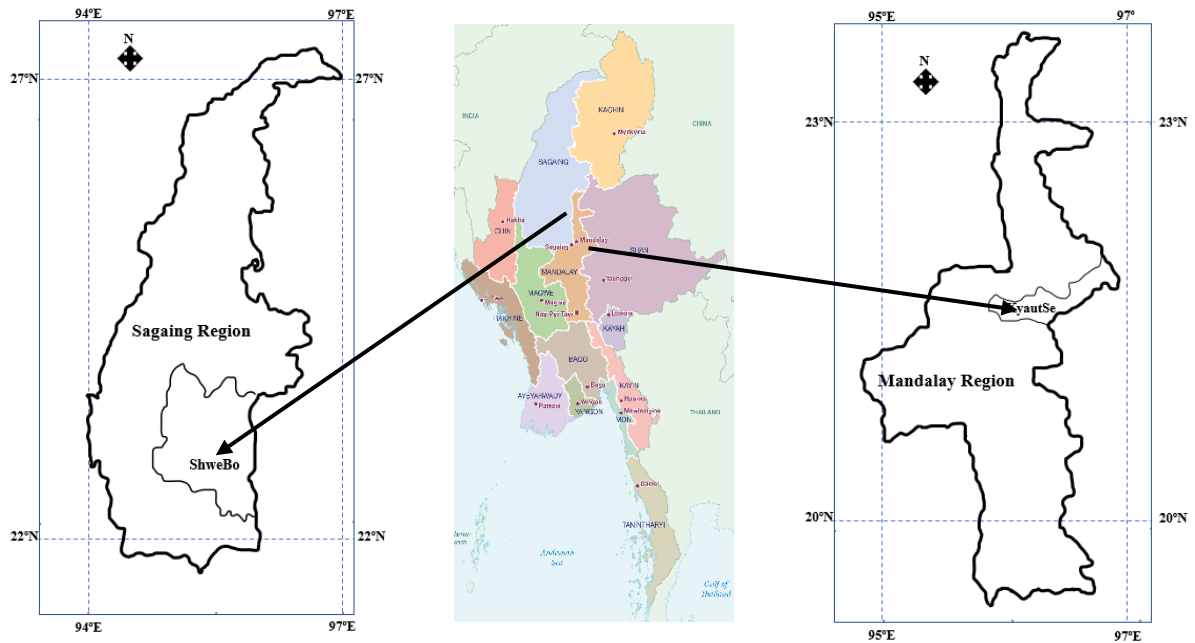 94°E
97°E
N
27°N
27°N
Sagaing Region
ShweBo
22°N
22°N
94°E
97°E
INDIA
KACHIN
Myitkyina
CHINA
SAGAING
Hakha
CHIN
Sagaing
Mandalay
SHAN
MANDALAY
Taunggyi
MAGWE
Magwe
Nay Pyi Taw
Loikaw
RAKHINE
KAYAH
BAGO
Bago
KAYIN
AYEYARWADY
Pathein
Yangon
YANGON
Hpa-an
Mawlamyine
MON
THAILAND
Dawei
TANINTHARYI
Andaman
Sea
Gulf of
Thailand
95°E
97°
N
23°N
23°N
KyautSe
Mandalay Region
20°N
20°N
95°E
97°E